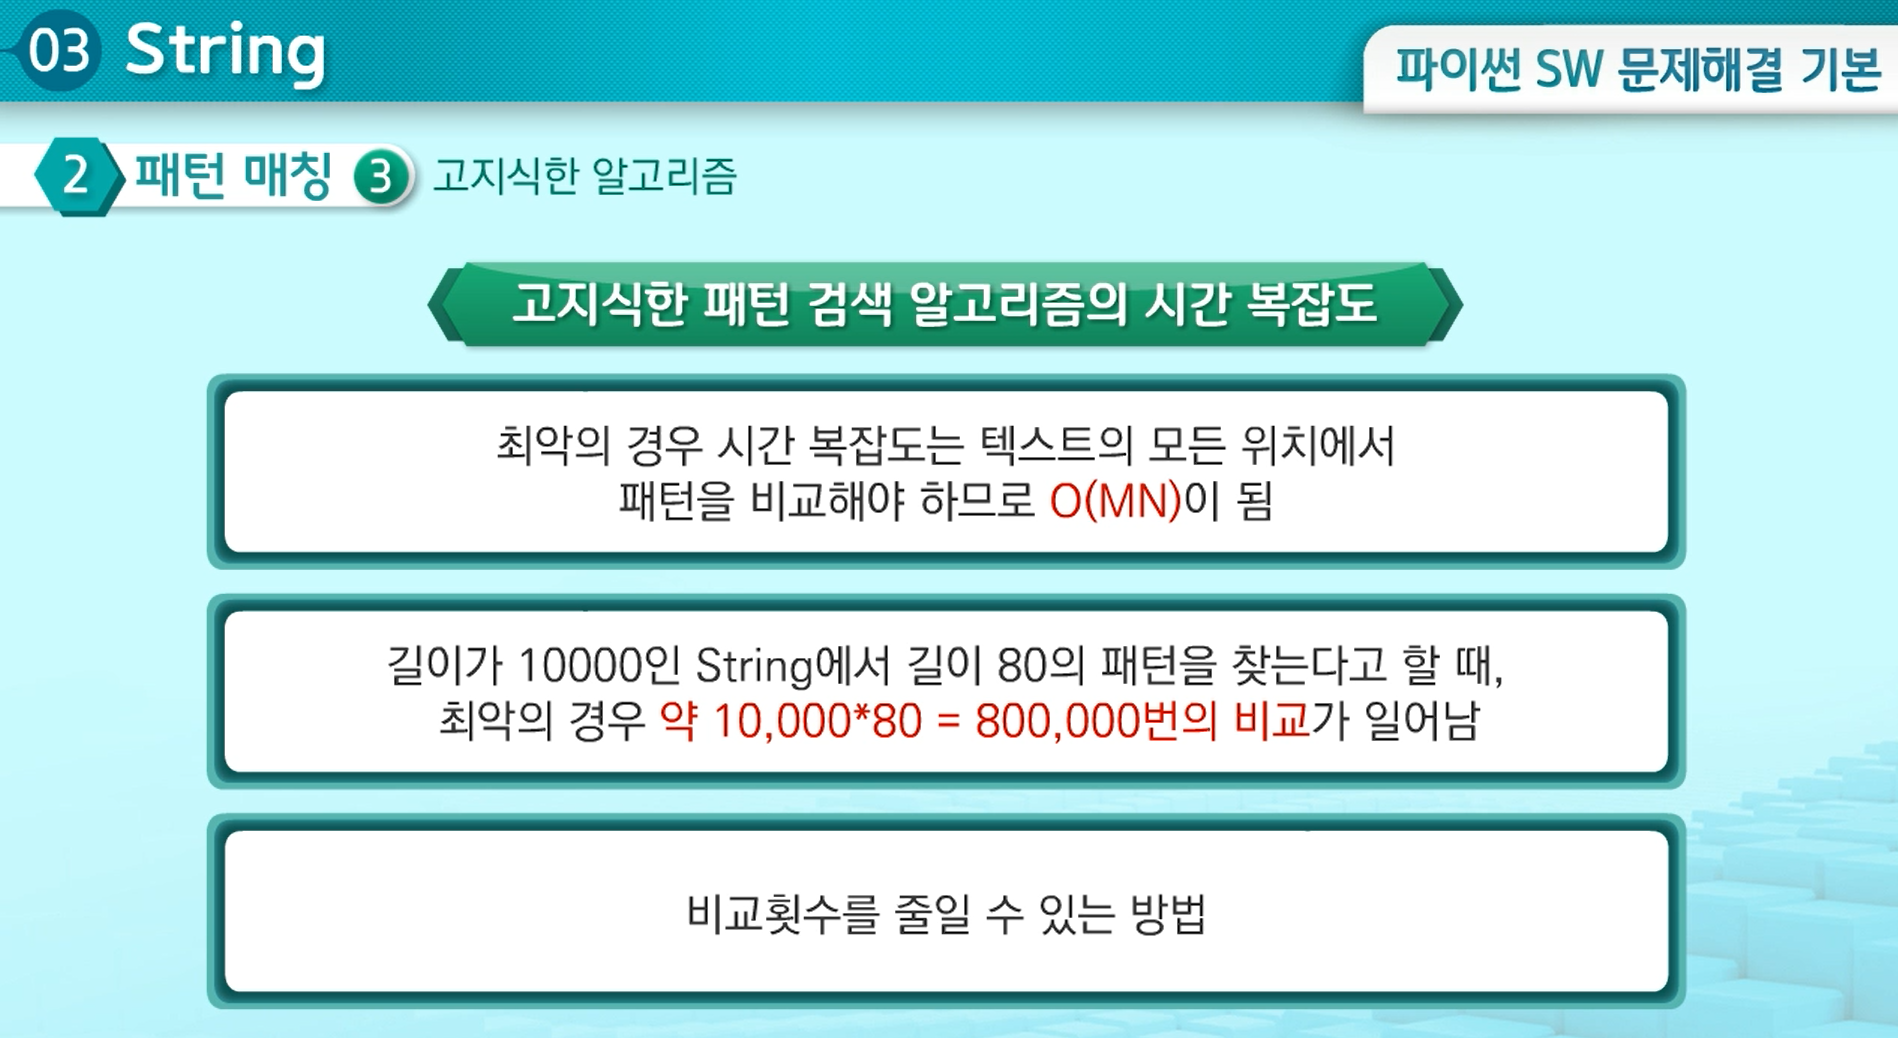 03 String
파이썬 SW 문제해결 기본
2 패턴 매칭 3 고지식한 알고리즘
고지식한 패턴 검색 알고리즘의 시간 복잡도
최악의 경우 시간 복잡도는 텍스트의 모든 위치에서
패턴을 비교해야 하므로 O(MN)이 됨
길이가 10000인 String에서 길이 80의 패턴을 찾는다고 할 때,
최악의 경우 약 10,000*80 = 800,000번의 비교가 일어남
비교횟수를 줄일 수 있는 방법